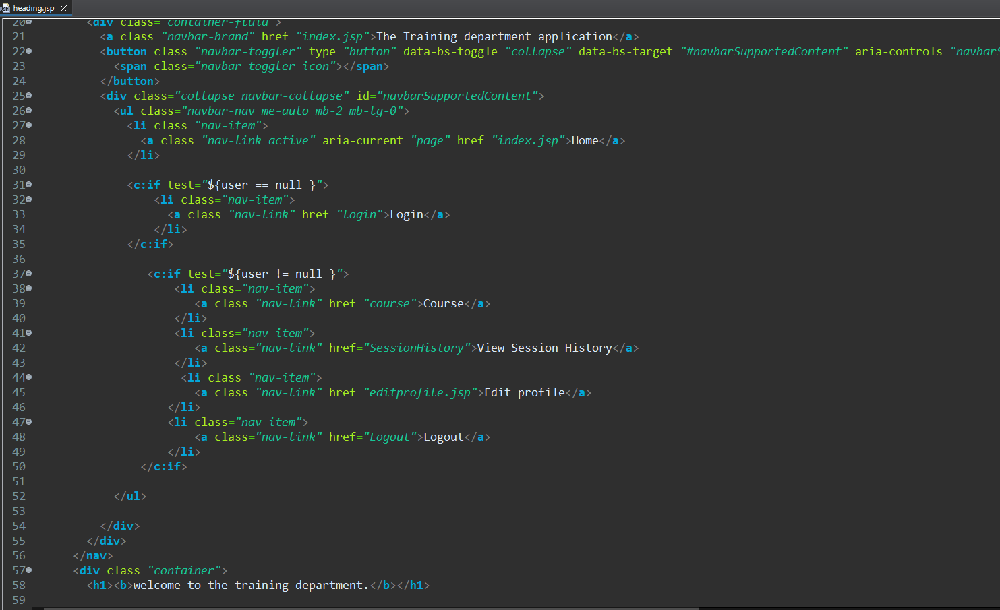 heading.jsp
20 <div class="container-fluid">
21 <a class="navbar-brand" href="index.jsp">The Training department application</a>
22 <button class="navbar-toggler" type="button" data-bs-toggle="collapse" data-bs-target="#navbarSupportedContent" aria-controls="navbarS
23 <span class="navbar-toggler-icon"></span>
24 </button>
25 <div class="collapse navbar-collapse" id="navbarSupportedContent">
26 <ul class="navbar-nav me-auto mb-2 mb-lg-0">
27 <li class="nav-item">
28 <a class="nav-link active" aria-current="page" href="index.jsp">Home</a>
29 </li>
30
31 <c:if test="${user == null }">
32 <li class="nav-item">
33 <a class="nav-link" href="login">Login</a>
34 </li>
35 </c:if>
36
37 <c:if test="${user != null }">
38 <li class="nav-item">
39 <a class="nav-link" href="course">Course</a>
40 </li>
41 <li class="nav-item">
42 <a class="nav-link" href="SessionHistory">View Session History</a>
43 </li>
44 <li class="nav-item">
45 <a class="nav-link" href="editprofile.jsp">Edit profile</a>
46 </li>
47 <li class="nav-item">
48 <a class="nav-link" href="Logout">Logout</a>
49 </li>
50 </c:if>
51
52 </ul>
53
54 </div>
55 </div>
56 </nav>
57 <div class="container">
58 <h1><b>welcome to the training department.</b></h1>
59